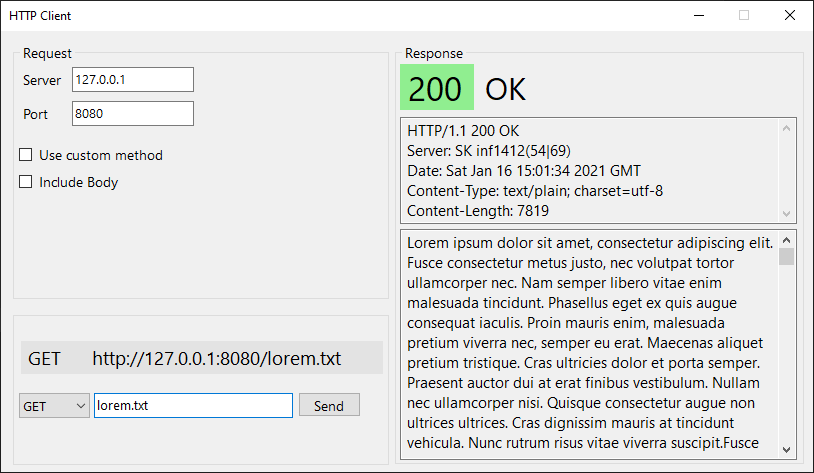 HTTP Client
Request
Server 127.0.0.1
Port 8080
Use custom method
Include Body
GET http://127.0.0.1:8080/lorem.txt
GET lorem.txt Send
Response
200 OK
HTTP/1.1 200 OK
Server: SK inf1412(54|69)
Date: Sat Jan 16 15:01:34 2021 GMT
Content-Type: text/plain; charset=utf-8
Content-Length: 7819
Lorem ipsum dolor sit amet, consectetur adipiscing elit.
Fusce consectetur metus justo, nec volutpat tortor
ullamcorper nec. Nam semper libero vitae enim
malesuada tincidunt. Phasellus eget ex quis augue
consequat iaculis. Proin mauris enim, malesuada
pretium viverra nec, semper eu erat. Maecenas aliquet
pretium tristique. Cras ultricies dolor et porta semper.
Praesent auctor dui at erat finibus vestibulum. Nullam
nec ullamcorper nisi. Quisque consectetur augue non
ultrices ultrices. Cras dignissim mauris at tincidunt
vehicula. Nunc rutrum risus vitae viverra suscipit.Fusce